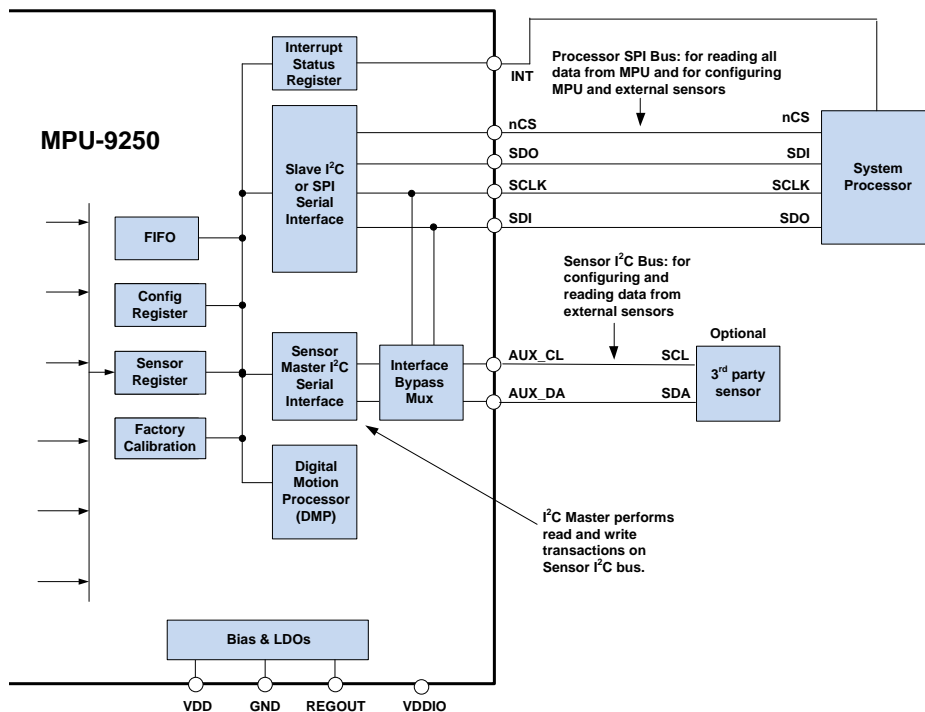 Interrupt
Status
Register
INT
Processor SPI Bus: for reading all
data from MPU and for configuring
MPU and external sensors
MPU-9250
Slave I²C
or SPI
Serial
Interface
nCS
nCS
SDO
SDI
SCLK
SCLK
SDI
SDO
System
Processor
FIFO
Config
Register
Sensor
Register
Factory
Calibration
Sensor I²C Bus: for
configuring and
reading data from
external sensors
Sensor
Master I²C
Serial
Interface
Interface
Bypass
Mux
AUX_CL
SCL
AUX_DA
SDA
Optional
3ʳᵈ party
sensor
Digital
Motion
Processor
(DMP)
I²C Master performs
read and write
transactions on
Sensor I²C bus.
Bias & LDOs
VDD
GND
REGOUT
VDDIO